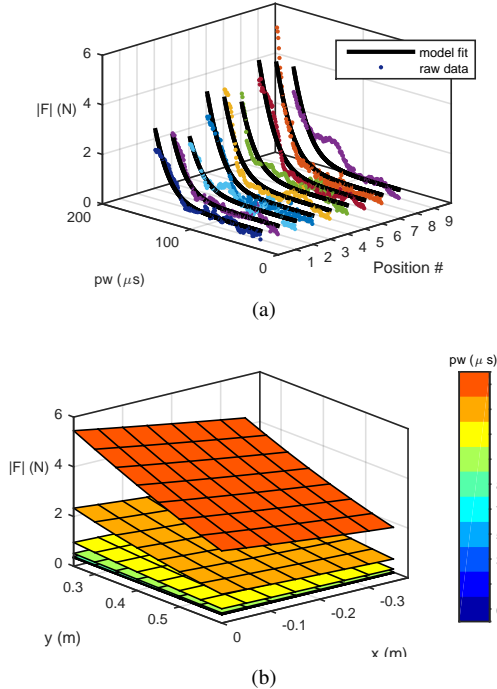 6
model fit
raw data
4
|F| (N)
2
0
200
100
0
pw (μs)
1 2 3 4 5 6 7 8 9
Position #
(a)
pw (μ s)
6
|F| (N)
4
2
0
0.3
0.4
0.5
y (m)
0
-0.1
-0.2
-0.3
x (m)
(b)